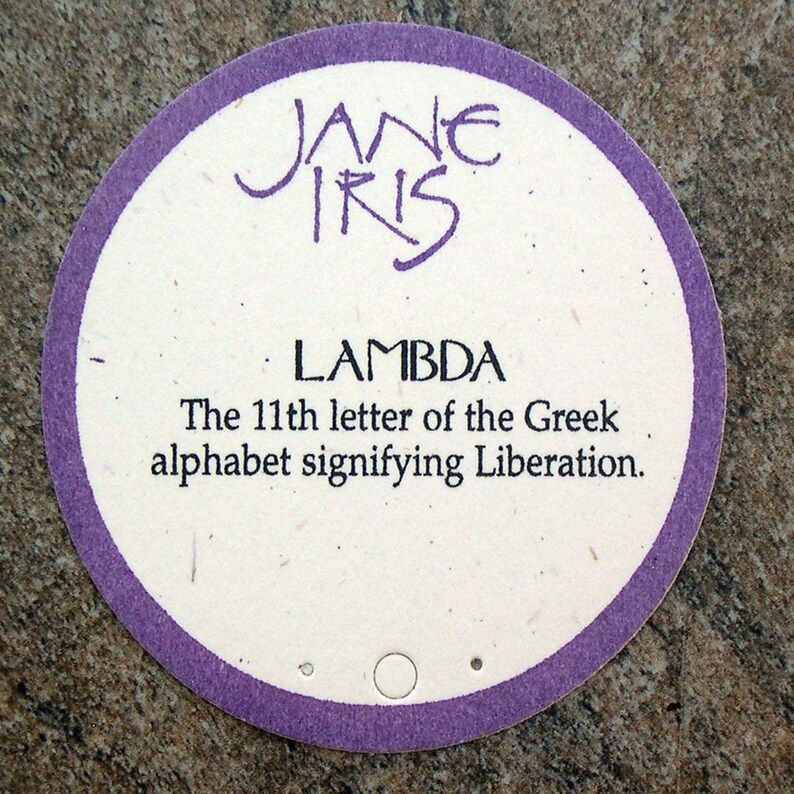 JANE
IRIS
LAMBDA
The 11th letter of the Greek
alphabet signifying Liberation.